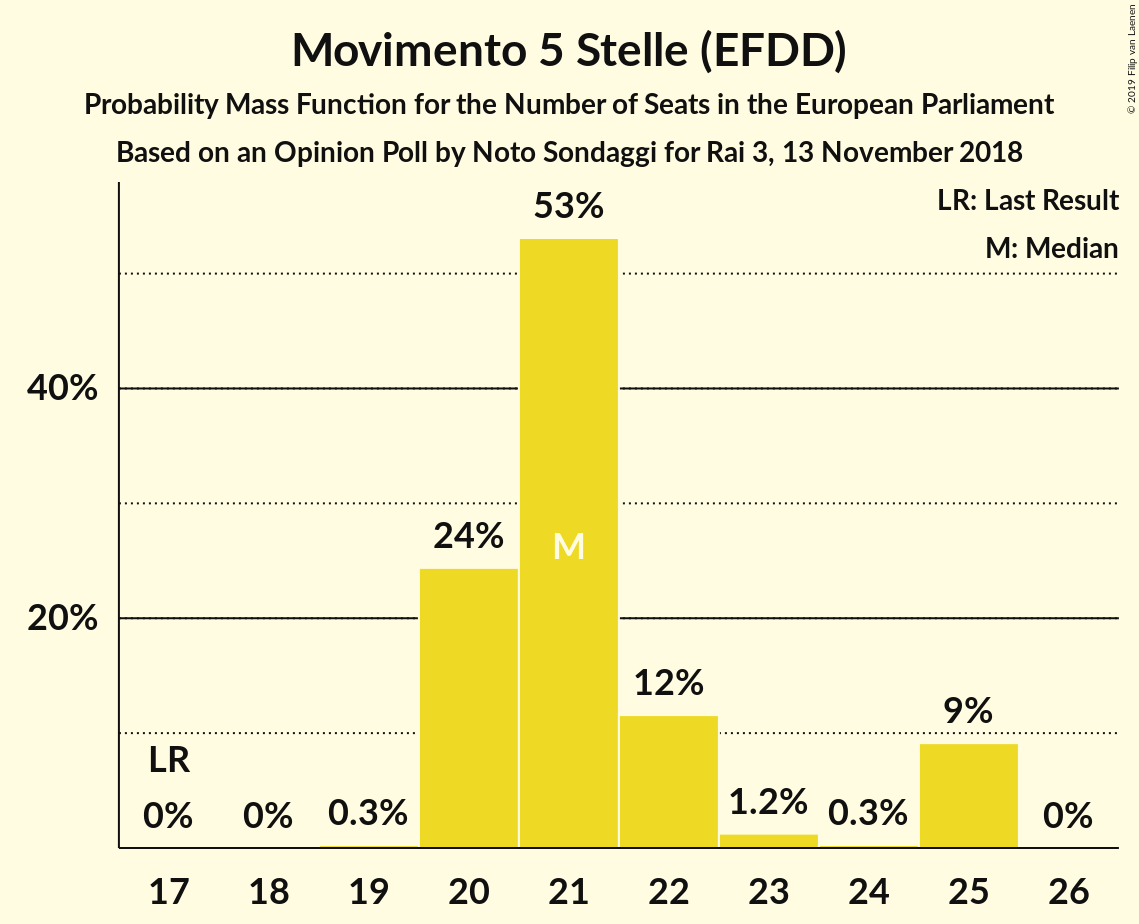 Movimento 5 Stelle (EFDD)
Probability Mass Function for the Number of Seats in the European Parliament
Based on an Opinion Poll by Noto Sondaggi for Rai 3, 13 November 2018
© 2019 Filip van Laenen
LR: Last Result
M: Median
53%
40%
24%
M
20%
12%
9%
LR
0%
0%
0.3%
1.2%
0.3%
0%
17 18 19 20 21 22 23 24 25 26